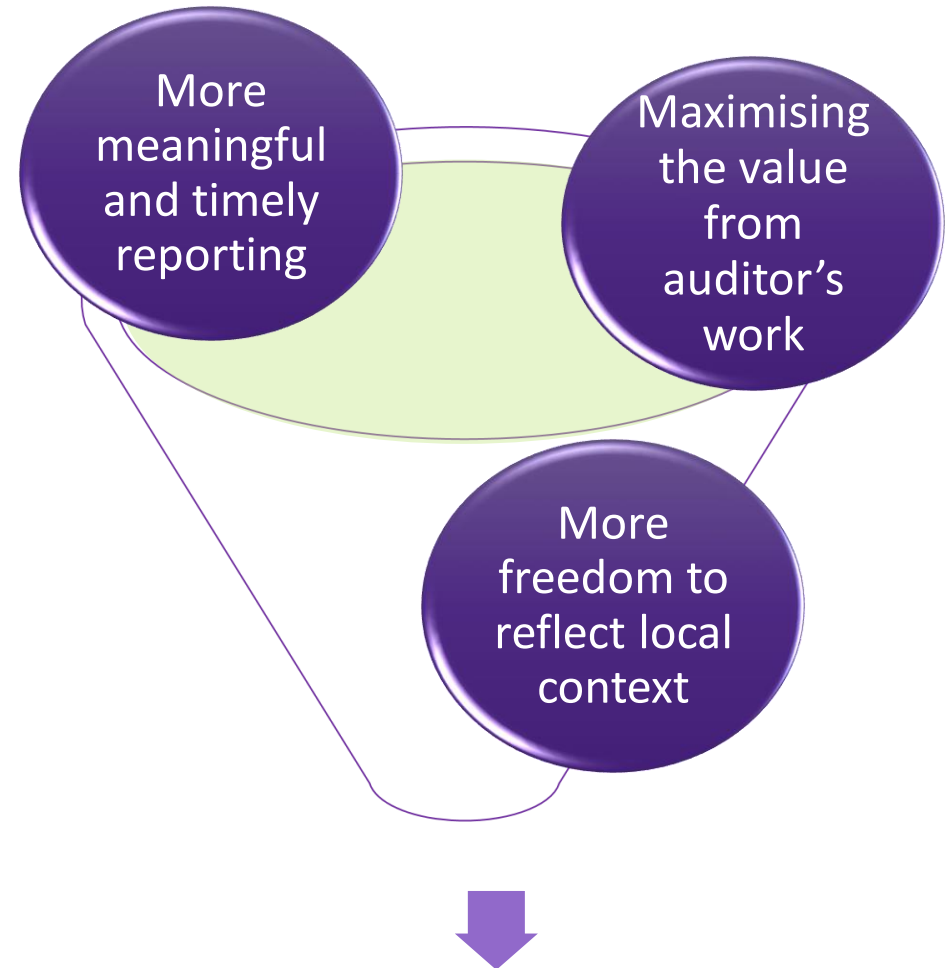 More
meaningful
and timely
reporting
Maximising
the value
from
auditor’s
work
More
freedom to
reflect local
context